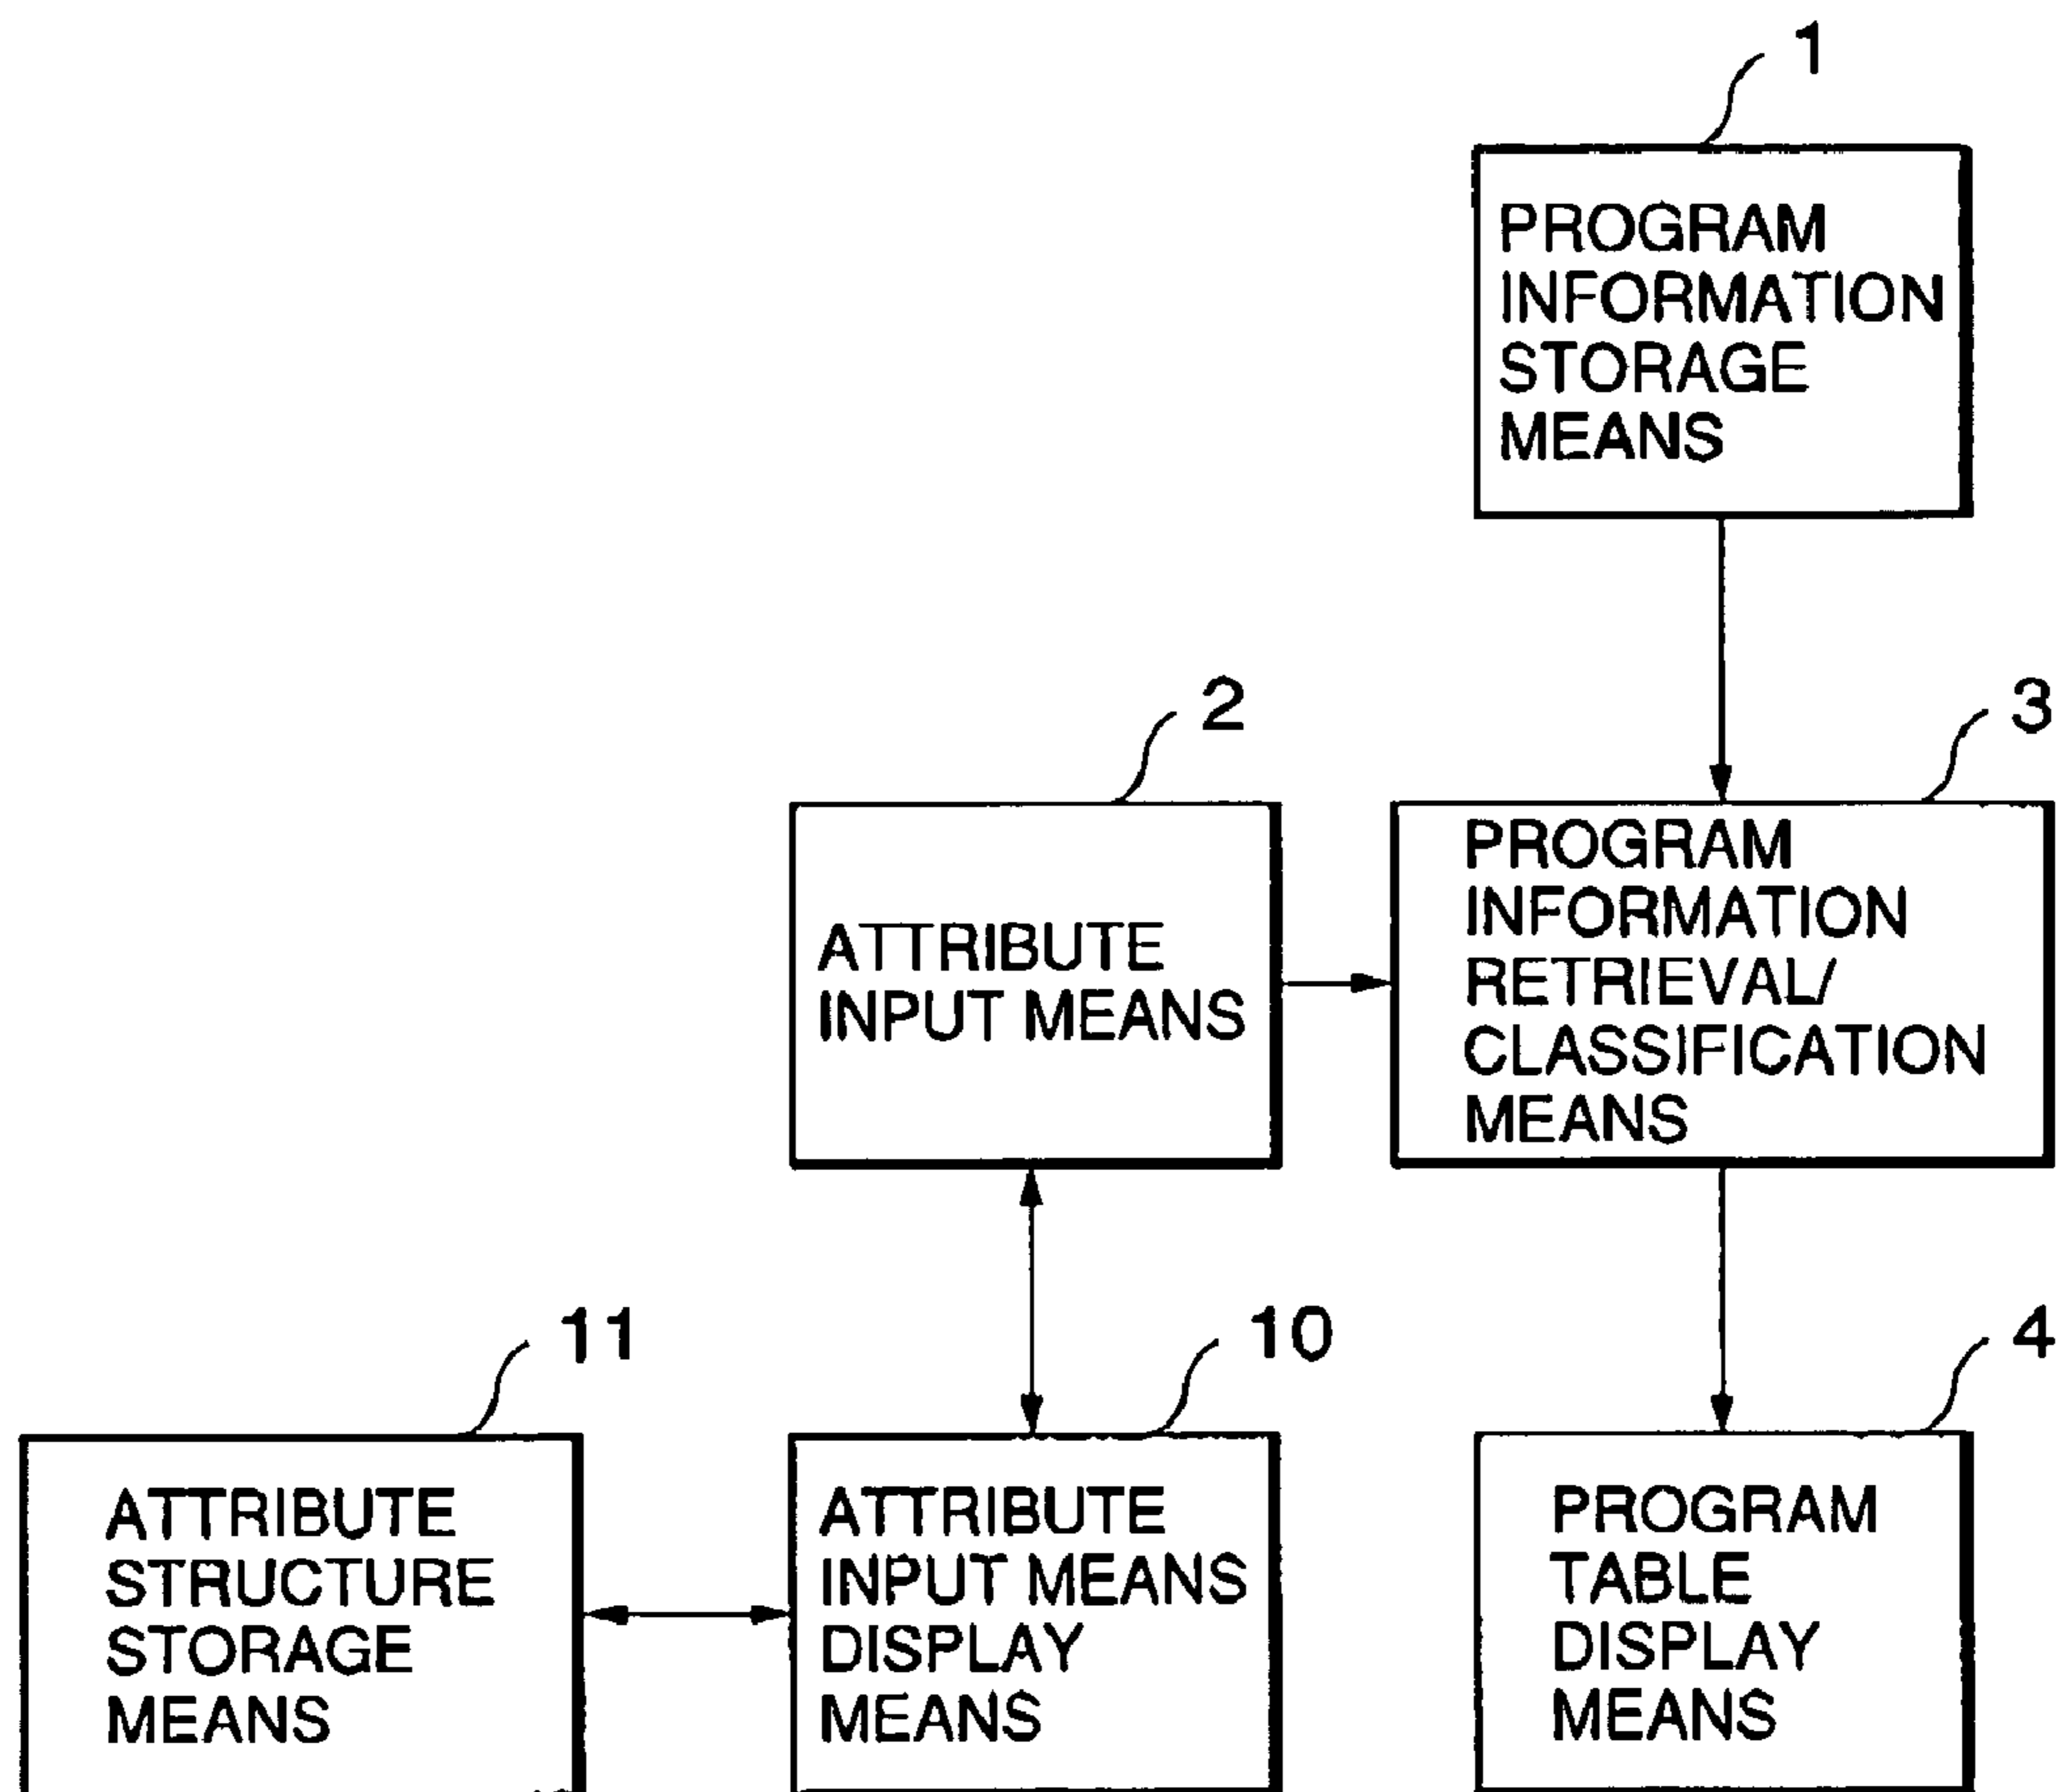 1
PROGRAM
INFORMATION
STORAGE
MEANS
2
ATTRIBUTE
INPUT MEANS
3
PROGRAM
INFORMATION
RETRIEVAL/
CLASSIFICATION
MEANS
11
ATTRIBUTE
STRUCTURE
STORAGE
MEANS
10
ATTRIBUTE
INPUT MEANS
DISPLAY
MEANS
4
PROGRAM
TABLE
DISPLAY
MEANS